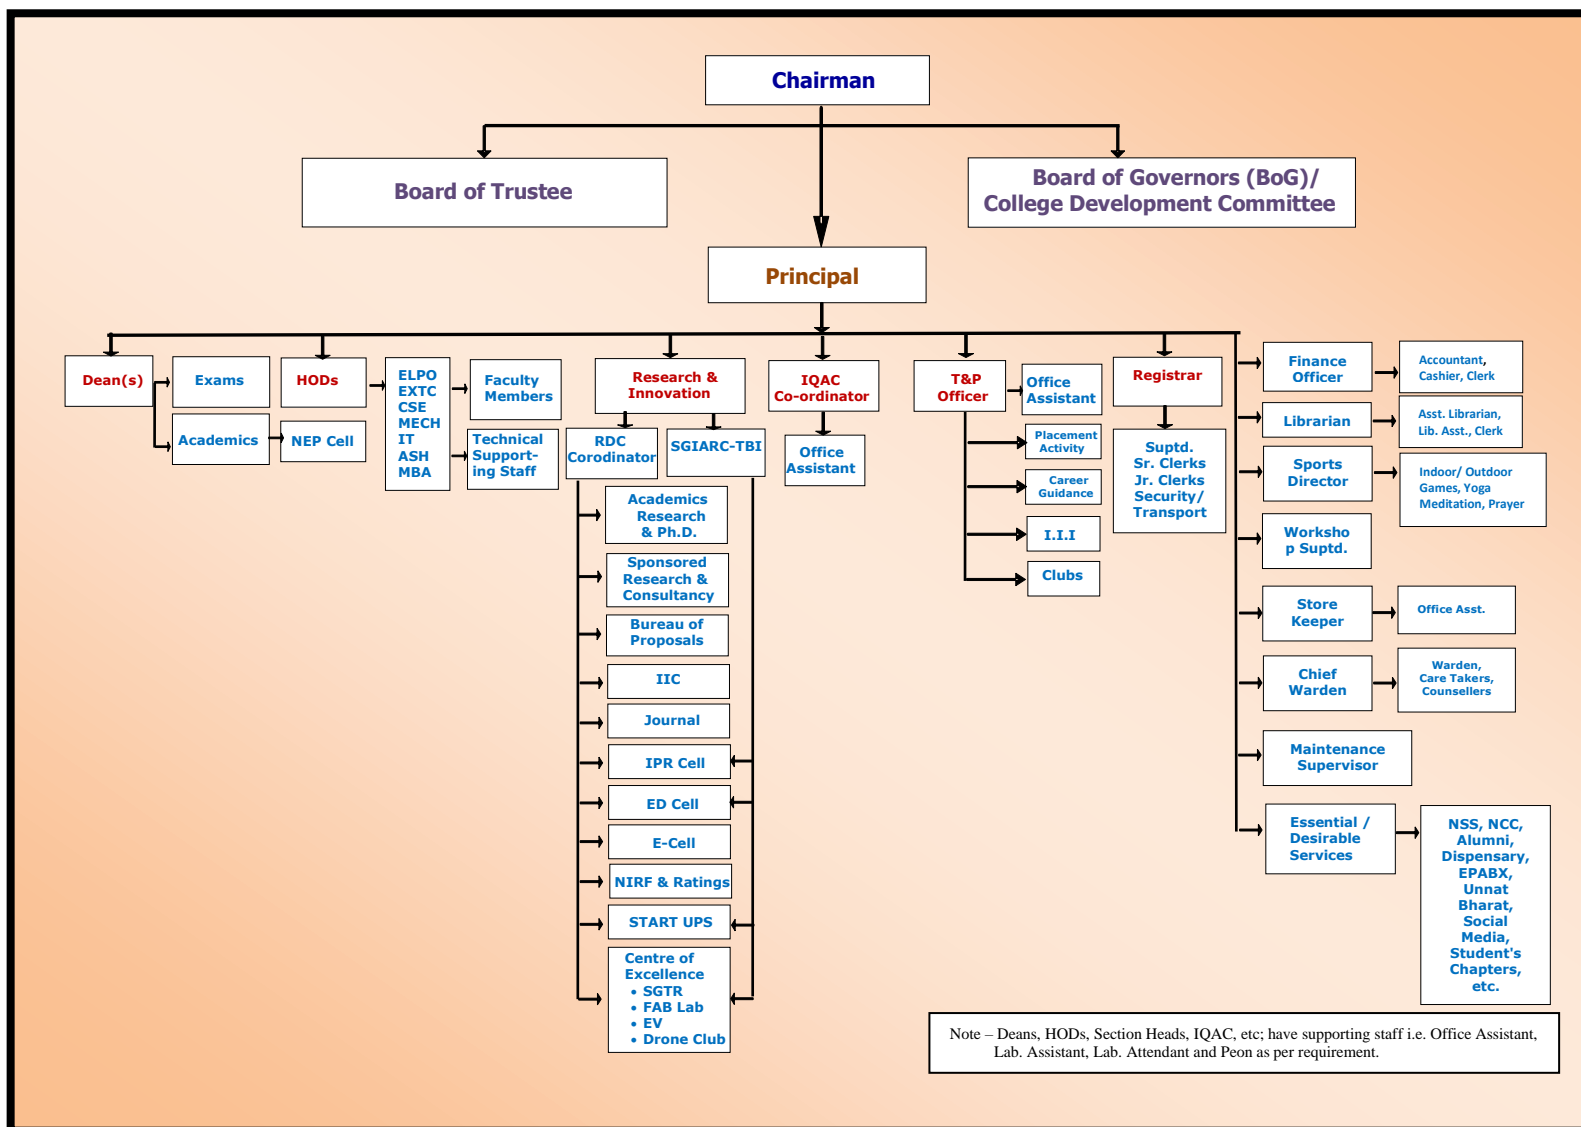 Chairman
Board of Trustee
Board of Governors (BoG)/
College Development Committee
Principal
Dean(s)
Exams
Academics
HODs
NEP Cell
ELPO
EXTC
CSE
MECH
IT
ASH
MBA
Faculty
Members
Technical
Support-
ing Staff
Research &
Innovation
RDC
Corodinator
SGIARC-TBI
Academics
Research
& Ph.D.
Sponsored
Research &
Consultancy
Bureau of
Proposals
IIC
Journal
IPR Cell
ED Cell
E-Cell
NIRF & Ratings
START UPS
Centre of
Excellence
• SGTR
• FAB Lab
• EV
• Drone Club
IQAC
Co-ordinator
Office
Assistant
T&P
Officer
Office
Assistant
Placement
Activity
Career
Guidance
I.I.I
Clubs
Registrar
Suptd.
Sr. Clerks
Jr. Clerks
Security/
Transport
Finance
Officer
Accountant,
Cashier, Clerk
Librarian
Asst. Librarian,
Lib. Asst., Clerk
Sports
Director
Indoor/ Outdoor
Games, Yoga
Meditation, Prayer
Worksho
p Suptd.
Store
Keeper
Office Asst.
Chief
Warden
Warden,
Care Takers,
Counsellers
Maintenance
Supervisor
Essential /
Desirable
Services
NSS, NCC,
Alumni,
Dispensary,
EPABX,
Unnat
Bharat,
Social
Media,
Student's
Chapters,
etc.
Note – Deans, HODs, Section Heads, IQAC, etc; have supporting staff i.e. Office Assistant,
Lab. Assistant, Lab. Attendant and Peon as per requirement.